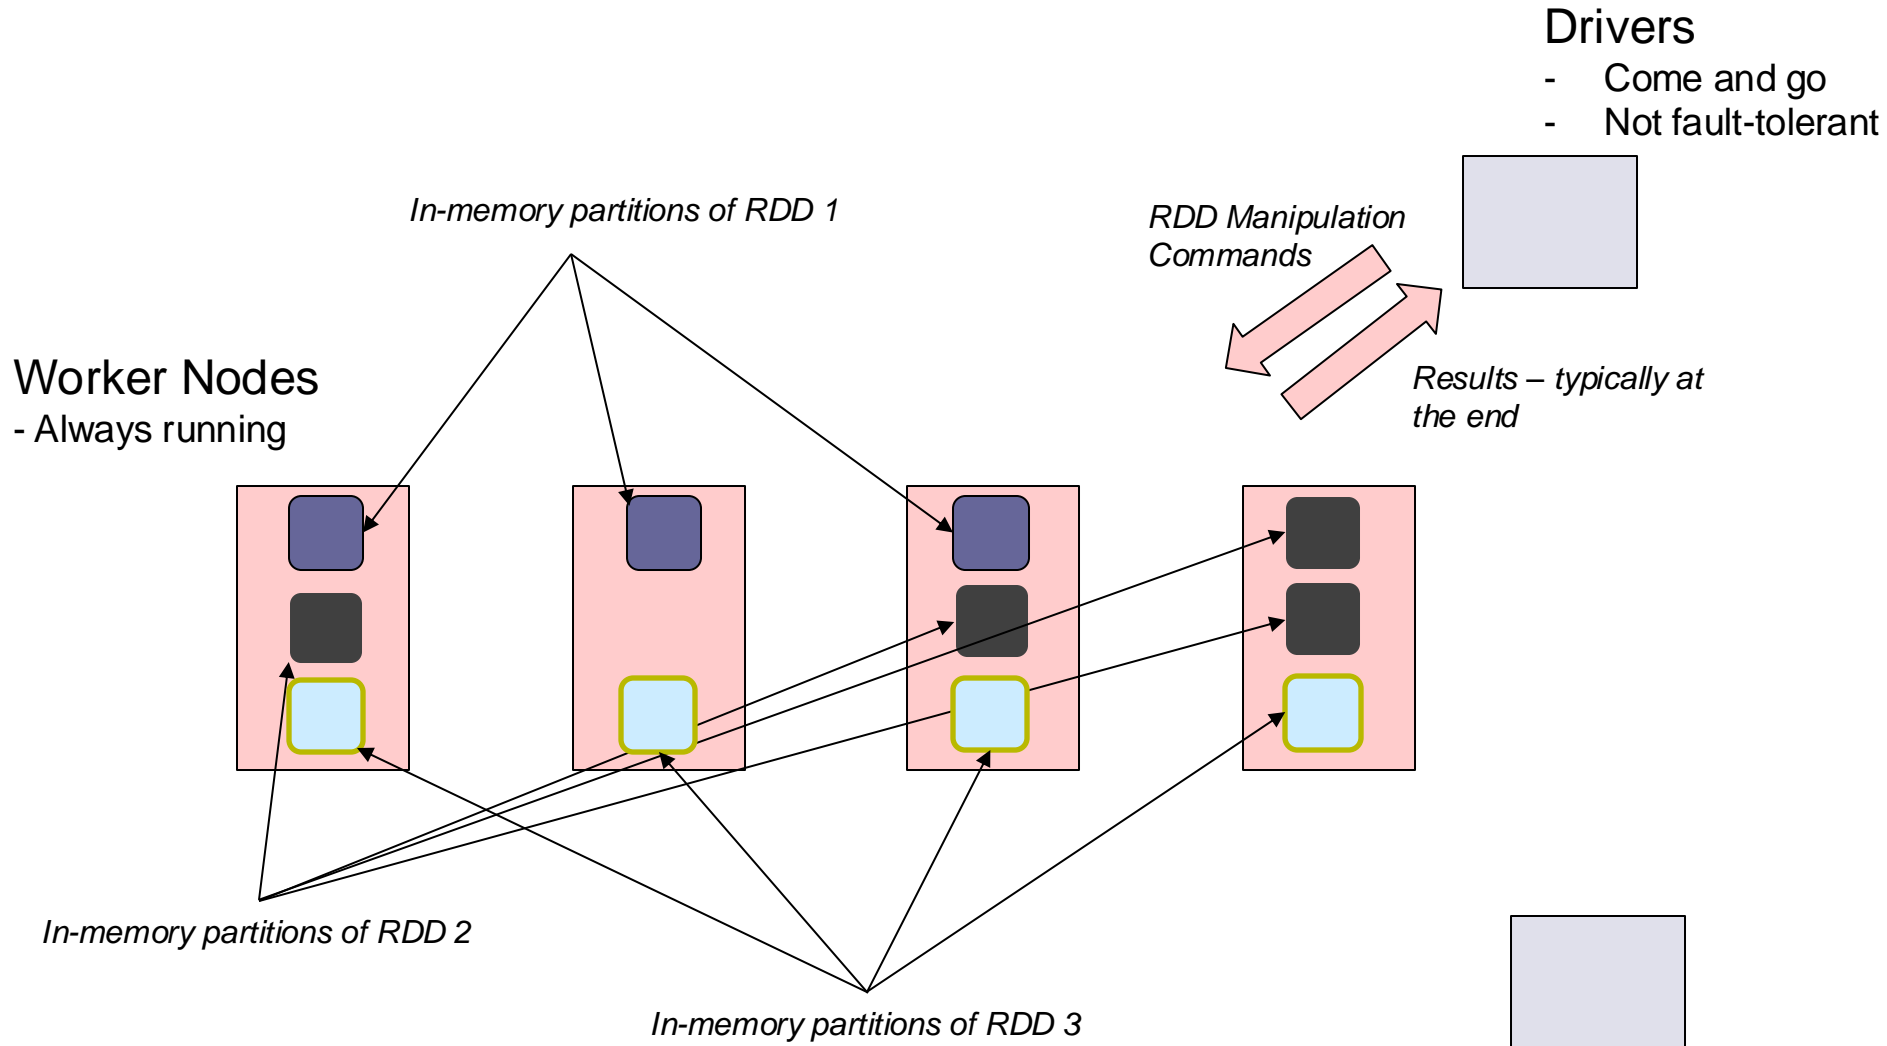 Drivers
- Come and go
- Not fault-tolerant
In-memory partitions of RDD 1
RDD Manipulation
Commands
Worker Nodes
- Always running
Results – typically at
the end
In-memory partitions of RDD 2
In-memory partitions of RDD 3